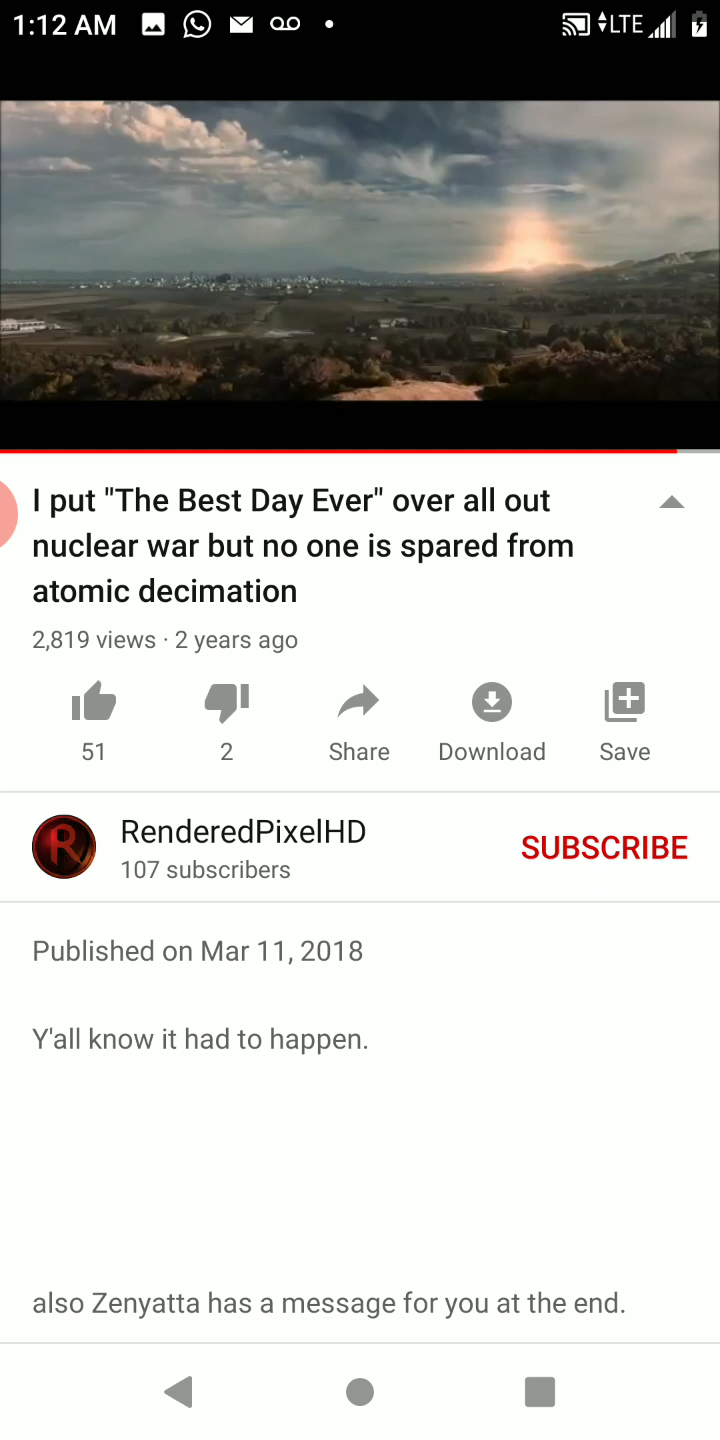 1:12 AM
LTE
I put "The Best Day Ever" over all out
nuclear war but no one is spared from
atomic decimation
2,819 views · 2 years ago
51
2
Share
Download
Save
R
RenderedPixelHD
107 subscribers
SUBSCRIBE
Published on Mar 11, 2018
Y'all know it had to happen.
also Zenyatta has a message for you at the end.